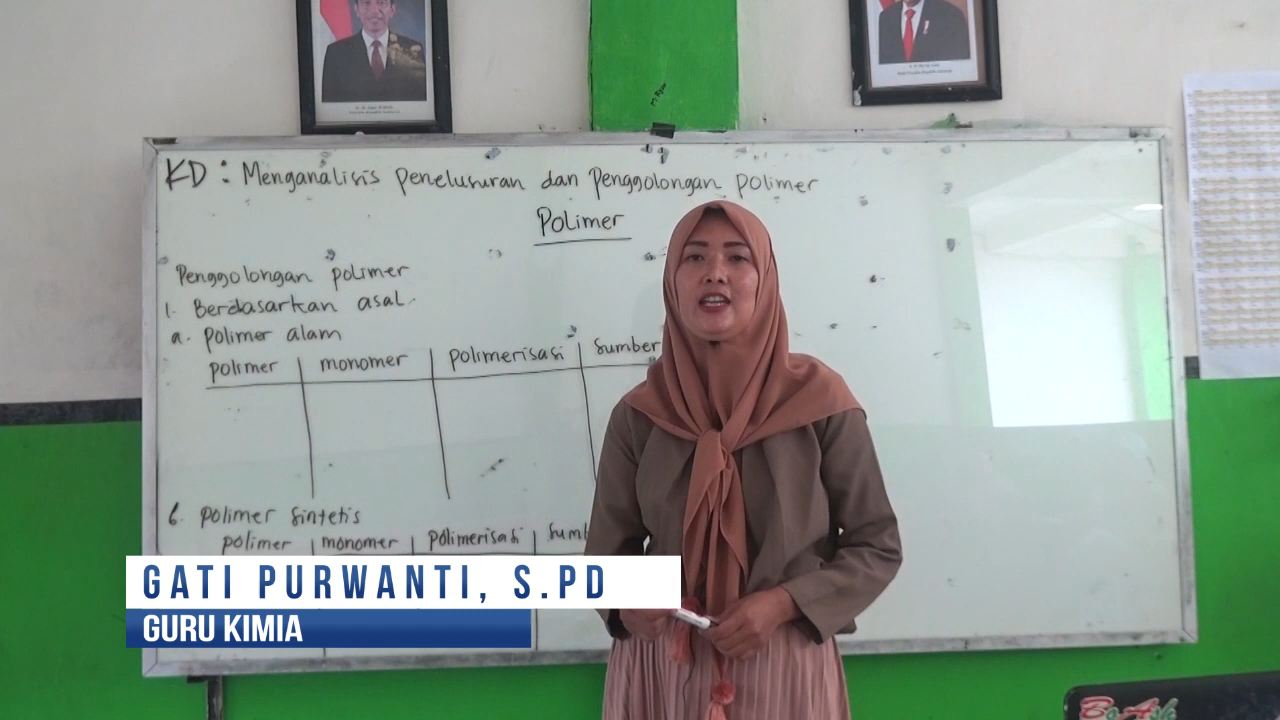 KD : Menganalisis penelusuran dan penggolongan polimer
Polimer
Penggolongan polimer
1. Berdasarkan asal
a. polimer alam
polimer monomer polimerisasi Sumber
b. polimer sintetis
polimer monomer polimerisasi sumb
GATI PURWANTI, S.PD
GURU KIMIA